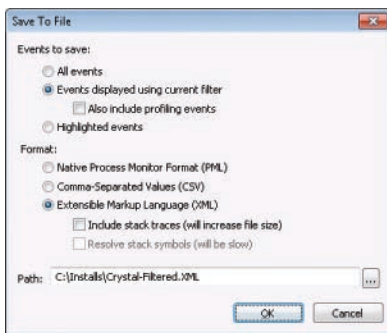 Save To File
Events to save:
All events
Events displayed using current filter
Also include profiling events
Highlighted events
Format:
Native Process Monitor Format (PML)
Comma-Separated Values (CSV)
Extensible Markup Language (XML)
Include stack traces (will increase file size)
Resolve stack symbols (will be slow)
Path: C:\Installs\Crystal-Filtered.XML ...
OK Cancel